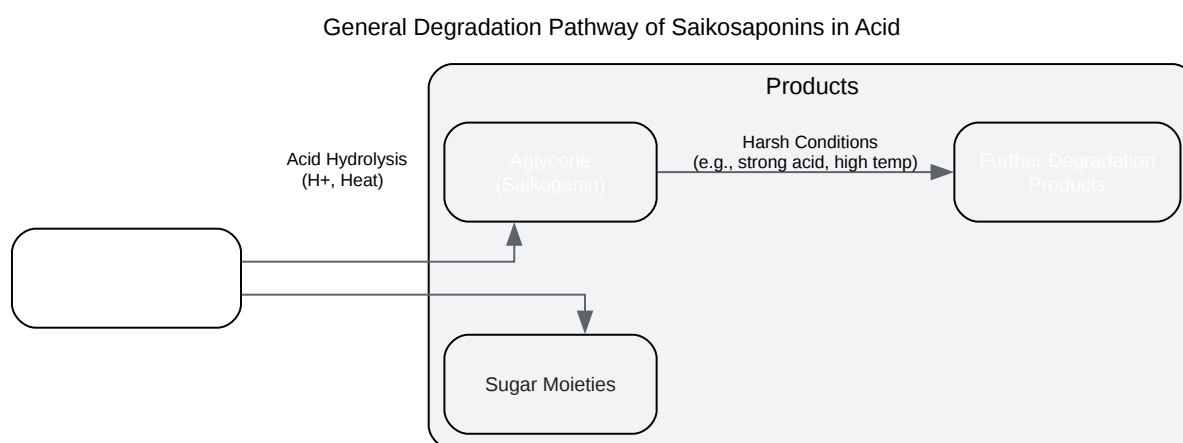 General Degradation Pathway of Saikosaponins in Acid
Products
Acid Hydrolysis
(H+, Heat)
Aglycone
(Saikogenin)
Harsh Conditions
(e.g., strong acid, high temp)
Further Degradation
Products
Sugar Moieties